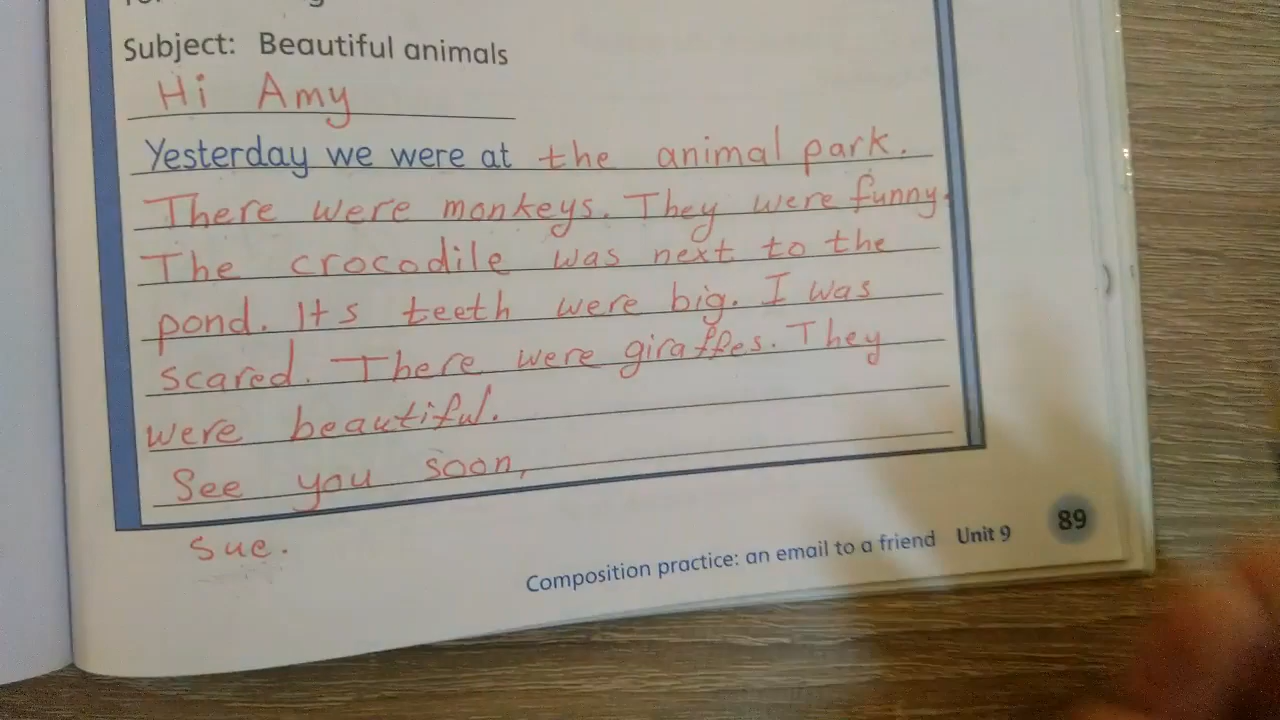 Subject: Beautiful animals
Hi Amy
Yesterday we were at the animal park.
There were monkeys. They were funny.
The crocodile was next to the
pond. Its teeth were big. I was
scared. There were giraffes. They
were beautiful.
See you soon,
Sue.
Composition practice: an email to a friend Unit 9 89